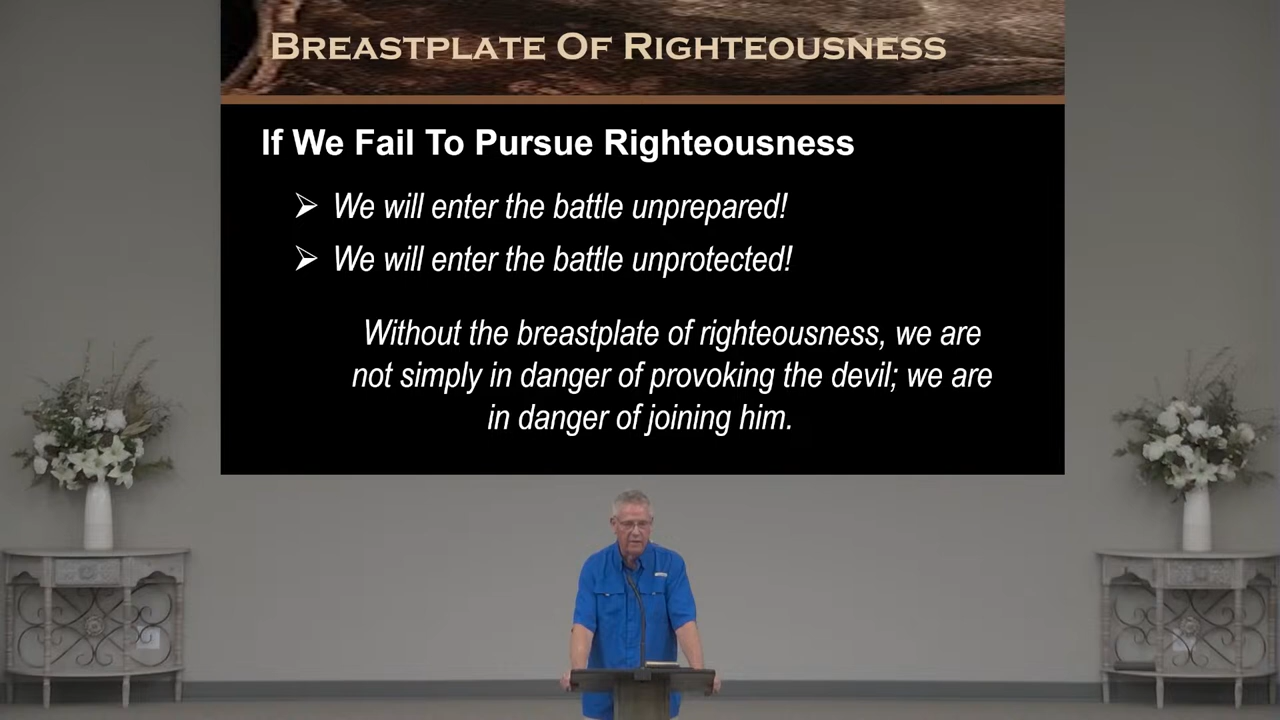 BREASTPLATE OF RIGHTEOUSNESS
If We Fail To Pursue Righteousness
➢ We will enter the battle unprepared!
➢ We will enter the battle unprotected!
Without the breastplate of righteousness, we are
not simply in danger of provoking the devil; we are
in danger of joining him.